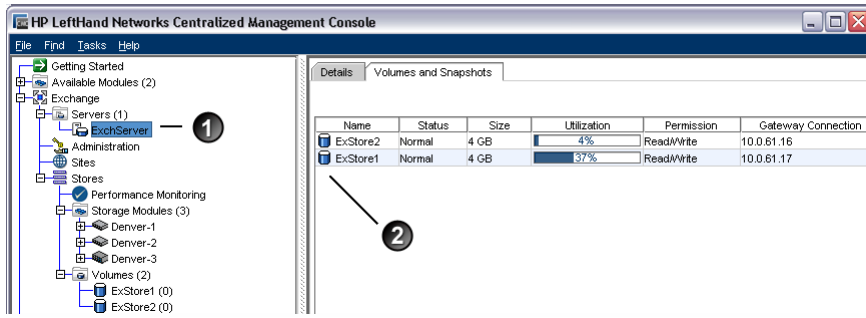 HP LeftHand Networks Centralized Management Console
File Find Tasks Help
Getting Started
Available Modules (2)
Exchange
Servers (1)
ExchServer
Administration
Sites
Stores
Performance Monitoring
Storage Modules (3)
Denver-1
Denver-2
Denver-3
Volumes (2)
ExStore1 (0)
ExStore2 (0)
1
Details Volumes and Snapshots
Name Status Size Utilization Permission Gateway Connection
ExStore2 Normal 4 GB 4% Read/Write 10.0.61.16
ExStore1 Normal 4 GB 37% Read/Write 10.0.61.17
2